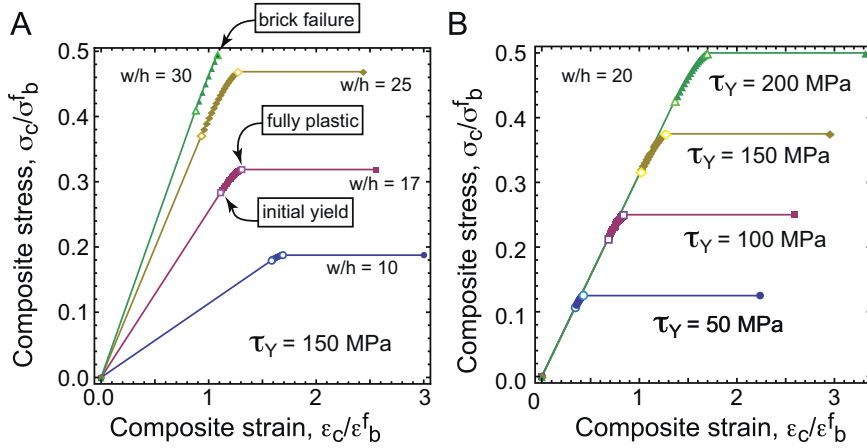 A
brick failure
w/h = 30
w/h = 25
fully plastic
w/h = 17
initial yield
w/h = 10
τY = 150 MPa
Composite stress, σc/σfb
0.5
0.4
0.3
0.2
0.1
0.0
0.0
1
2
3
Composite strain, εc/εfb
B
w/h = 20
τY = 200 MPa
τY = 150 MPa
τY = 100 MPa
τY = 50 MPa
Composite stress, σc/σfb
0.5
0.4
0.3
0.2
0.1
0.0
0
1
2
3
Composite strain, εc/εfb